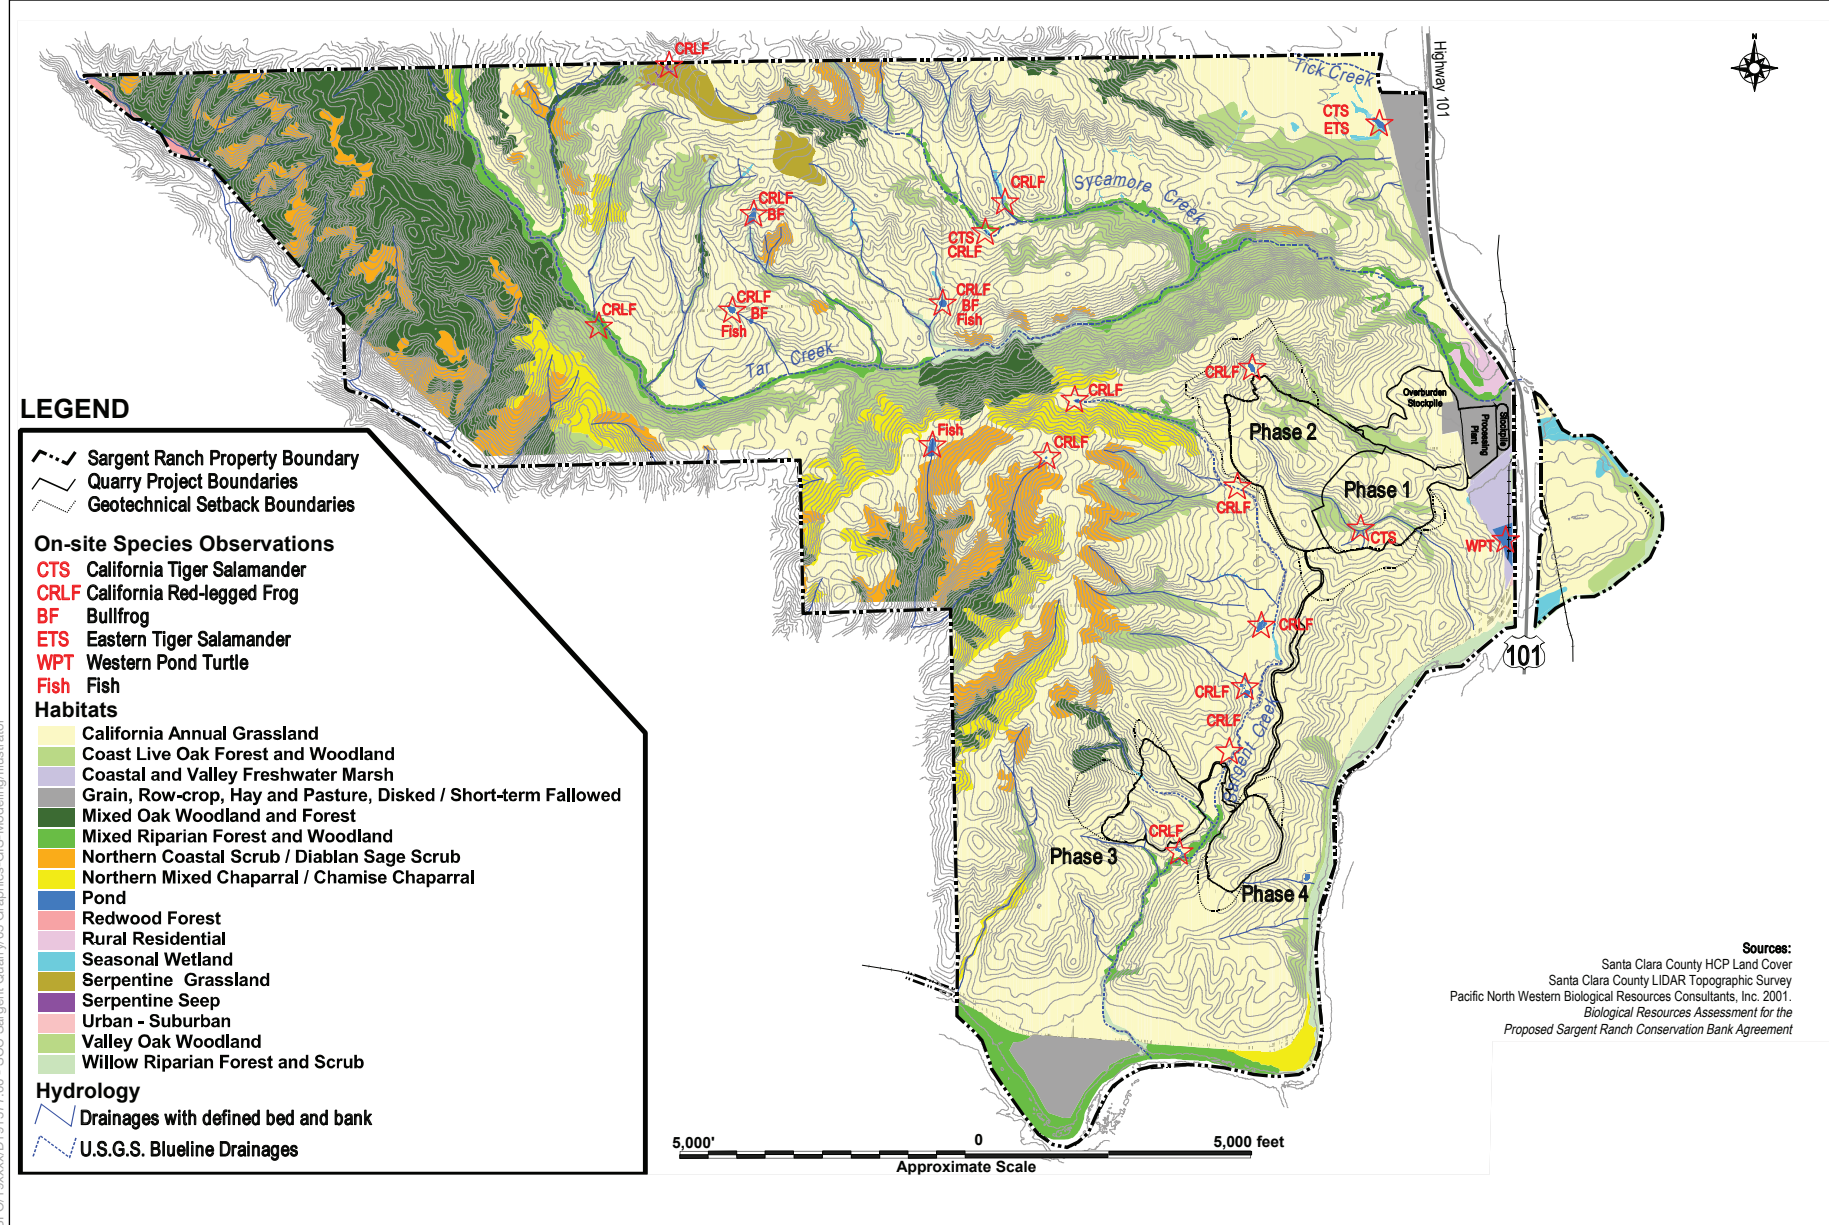 CRLF
Tick Creek
Highway 101
N
CTS
ETS
CRLF
BF
CRLF
Sycamore Creek
CTS
CRLF
CRLF
CRLF
BF
Fish
CRLF
BF
Fish
Tar Creek
CRLF
CRLF
Fish
CRLF
Phase 2
Overburden
Stockpile
Stockpile
Processing
Plant
Phase 1
CRLF
CTS
WPT
CRLF
101
CRLF
CRLF
Sargent Creek
CRLF
Phase 3
Phase 4
LEGEND
Sargent Ranch Property Boundary
Quarry Project Boundaries
Geotechnical Setback Boundaries
On-site Species Observations
CTS California Tiger Salamander
CRLF California Red-legged Frog
BF Bullfrog
ETS Eastern Tiger Salamander
WPT Western Pond Turtle
Fish Fish
Habitats
California Annual Grassland
Coast Live Oak Forest and Woodland
Coastal and Valley Freshwater Marsh
Grain, Row-crop, Hay and Pasture, Disked / Short-term Fallowed
Mixed Oak Woodland and Forest
Mixed Riparian Forest and Woodland
Northern Coastal Scrub / Diablan Sage Scrub
Northern Mixed Chaparral / Chamise Chaparral
Pond
Redwood Forest
Rural Residential
Seasonal Wetland
Serpentine Grassland
Serpentine Seep
Urban - Suburban
Valley Oak Woodland
Willow Riparian Forest and Scrub
Hydrology
Drainages with defined bed and bank
U.S.G.S. Blueline Drainages
5,000' 0 5,000 feet
Approximate Scale
Sources:
Santa Clara County HCP Land Cover
Santa Clara County LIDAR Topographic Survey
Pacific North Western Biological Resources Consultants, Inc. 2001.
Biological Resources Assessment for the
Proposed Sargent Ranch Conservation Bank Agreement